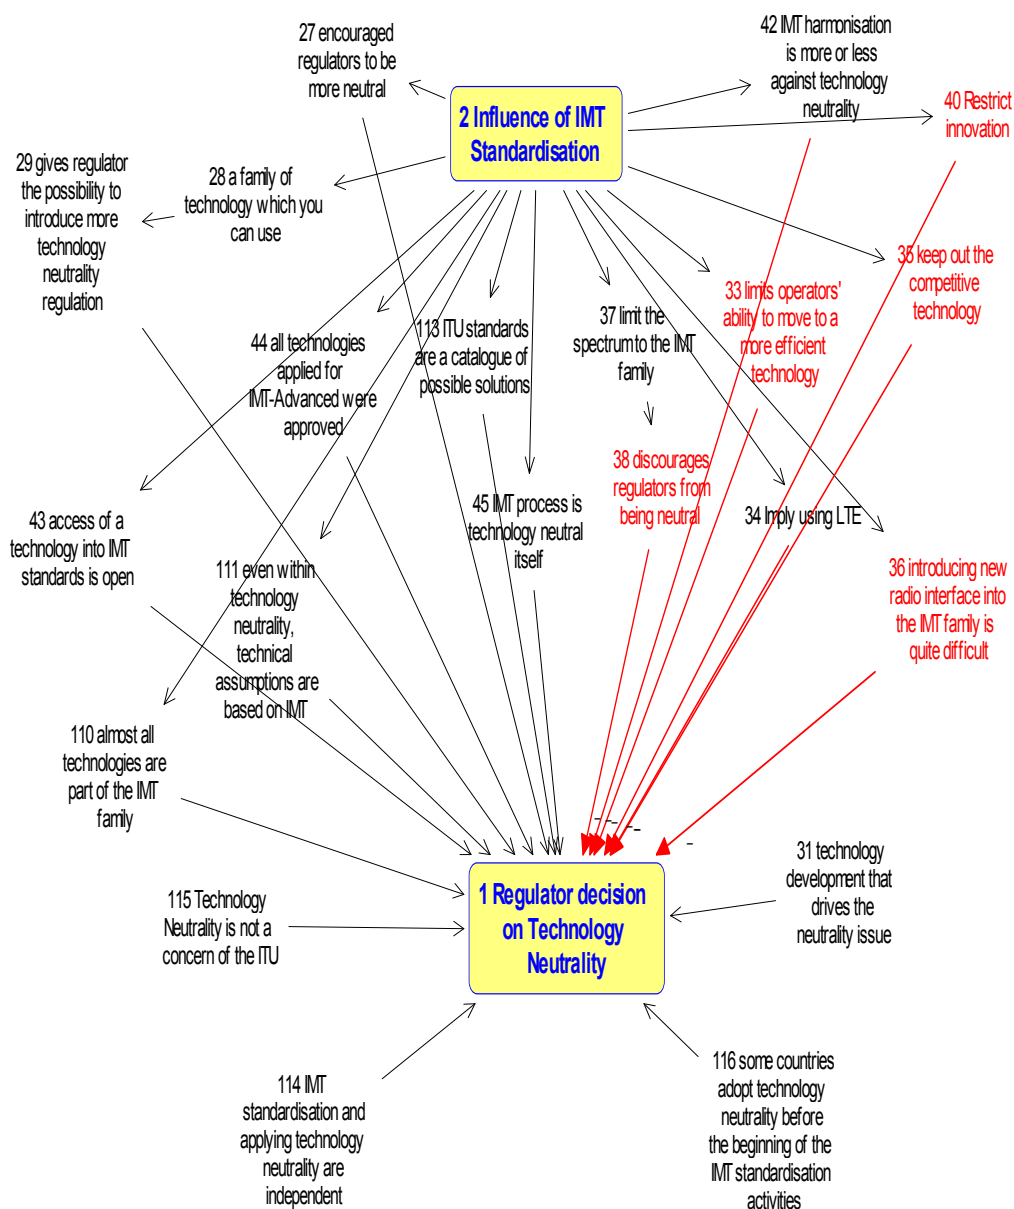 27 encouraged
regulators to be
more neutral
42 IMT harmonisation
is more or less
against technology
neutrality
40 Restrict
innovation
2 Influence of IMT
Standardisation
29 gives regulator
the possibility to
introduce more
technology
neutrality
regulation
28 a family of
technology which you
can use
35 keep out the
competitive
technology
33 limits operators'
ability to move to a
more efficient
technology
37 limit the
spectrum to the IMT
family
113 ITU standards
are a catalogue of
possible solutions
44 all technologies
applied for
IMT-Advanced were
approved
38 discourages
regulators from
being neutral
45 IMT process is
technology neutral
itself
34 Imply using LTE
43 access of a
technology into IMT
standards is open
111 even within
technology
neutrality,
technical
assumptions are
based on IMT
36 introducing new
radio interface into
the IMT family is
quite difficult
110 almost all
technologies are
part of the IMT
family
- - - - -
-
31 technology
development that
drives the
neutrality issue
1 Regulator decision
on Technology
Neutrality
115 Technology
Neutrality is not a
concern of the ITU
114 IMT
standardisation and
applying technology
neutrality are
independent
116 some countries
adopt technology
neutrality before
the beginning of the
IMT standardisation
activities